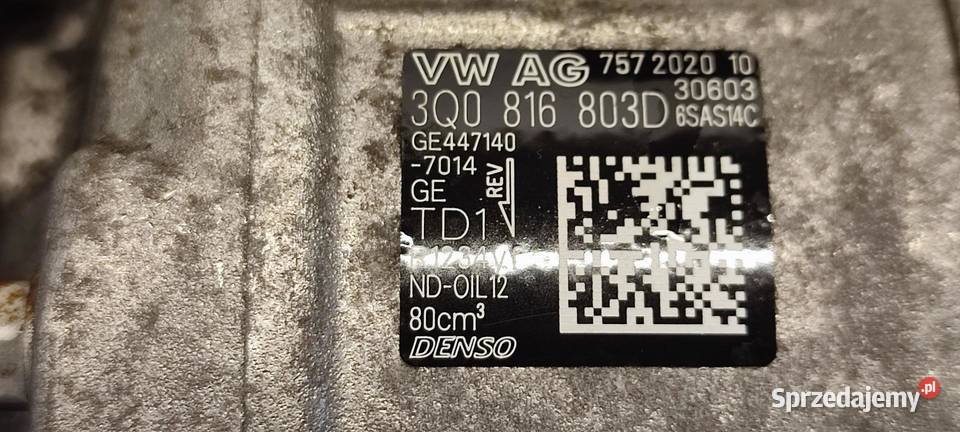 VW AG 757 2020 10
30603
3Q0 816 803D 6SAS14C
GE447140
-7014
GE
REV
TD1
ND-OIL12
80cm³
DENSO
Sprzedajemy.pl